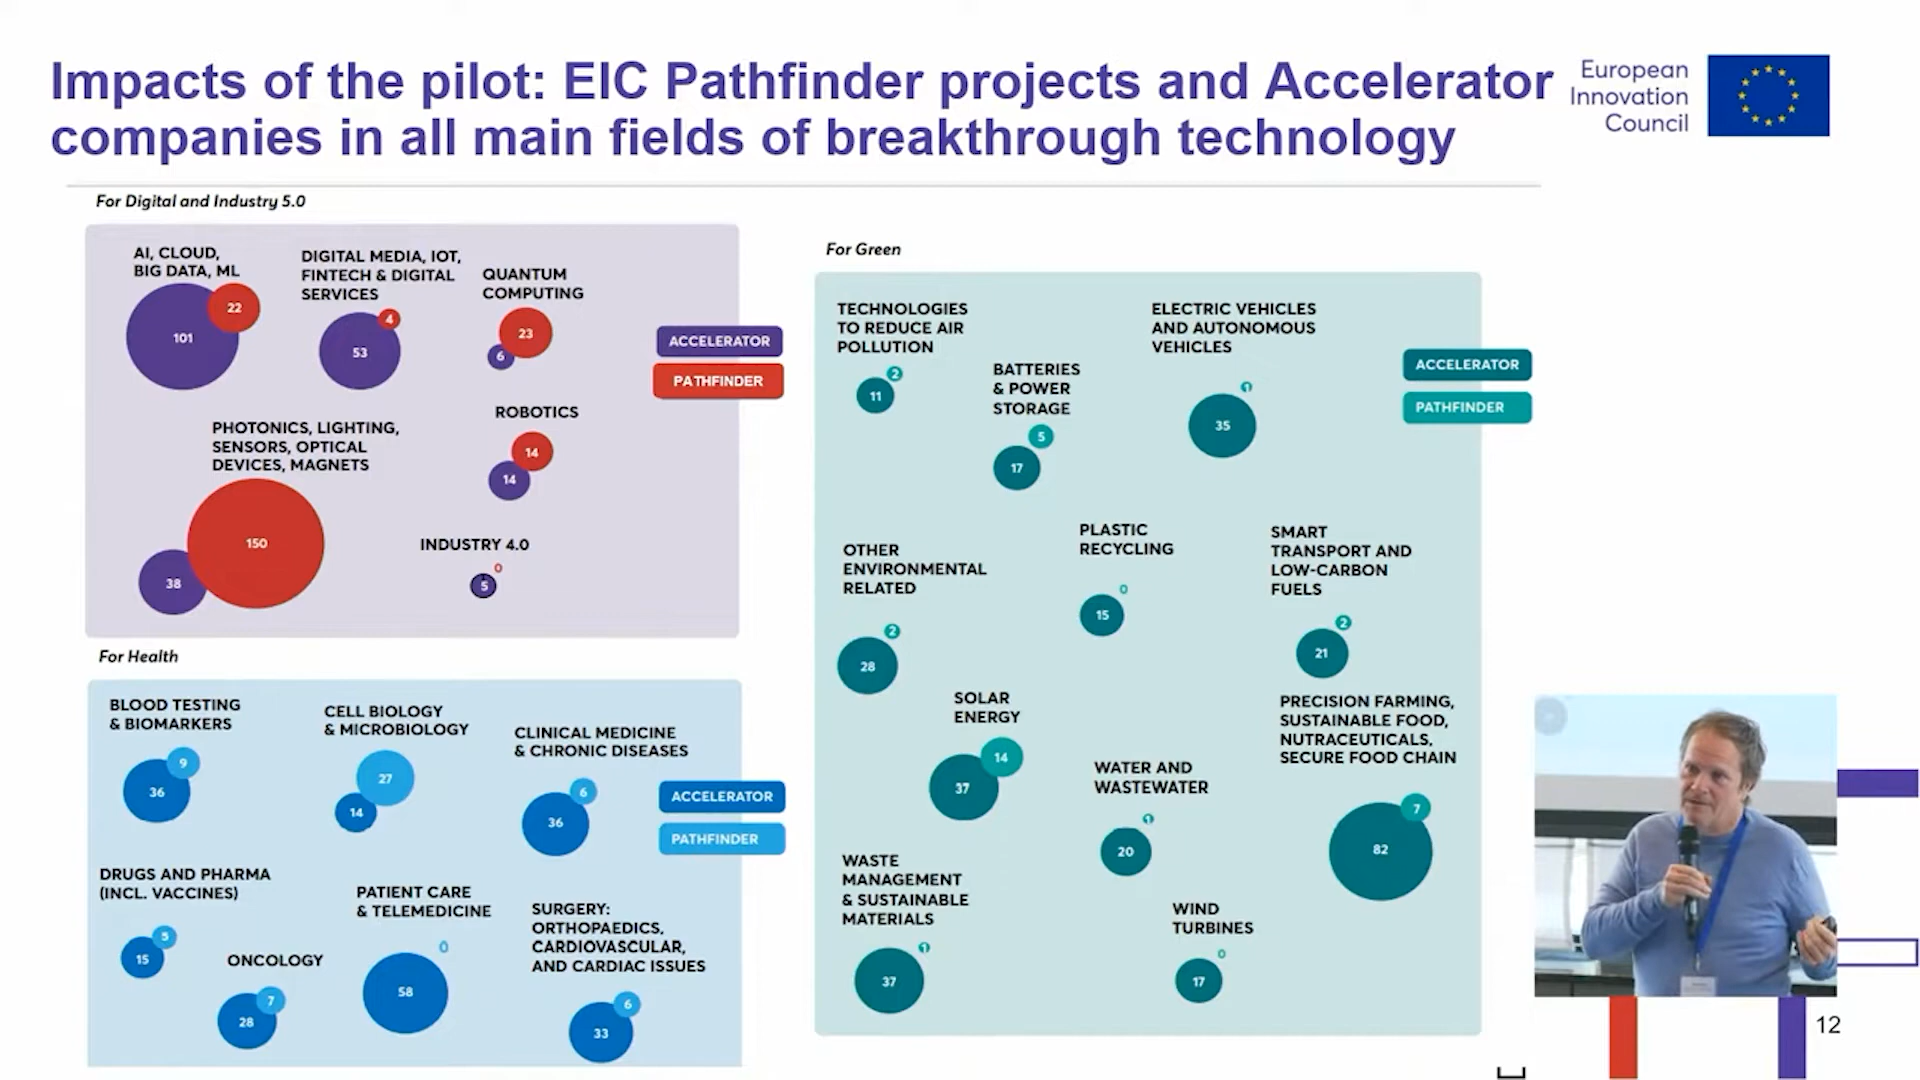 Impacts of the pilot: EIC Pathfinder projects and Accelerator
companies in all main fields of breakthrough technology
European
Innovation
Council
For Digital and Industry 5.0
AI, CLOUD,
BIG DATA, ML
101
22
DIGITAL MEDIA, IOT,
FINTECH & DIGITAL
SERVICES
53
4
QUANTUM
COMPUTING
6
23
ACCELERATOR
PATHFINDER
PHOTONICS, LIGHTING,
SENSORS, OPTICAL
DEVICES, MAGNETS
38
150
ROBOTICS
14
14
INDUSTRY 4.0
5
0
For Health
BLOOD TESTING
& BIOMARKERS
36
9
CELL BIOLOGY
& MICROBIOLOGY
14
27
CLINICAL MEDICINE
& CHRONIC DISEASES
36
6
ACCELERATOR
PATHFINDER
DRUGS AND PHARMA
(INCL. VACCINES)
15
5
ONCOLOGY
28
7
PATIENT CARE
& TELEMEDICINE
58
0
SURGERY:
ORTHOPAEDICS,
CARDIOVASCULAR,
AND CARDIAC ISSUES
33
6
For Green
TECHNOLOGIES
TO REDUCE AIR
POLLUTION
11
2
BATTERIES
& POWER
STORAGE
17
5
ELECTRIC VEHICLES
AND AUTONOMOUS
VEHICLES
35
1
ACCELERATOR
PATHFINDER
OTHER
ENVIRONMENTAL
RELATED
28
2
PLASTIC
RECYCLING
15
0
SMART
TRANSPORT AND
LOW-CARBON
FUELS
21
2
SOLAR
ENERGY
37
14
WATER AND
WASTEWATER
20
1
PRECISION FARMING,
SUSTAINABLE FOOD,
NUTRACEUTICALS,
SECURE FOOD CHAIN
82
7
WASTE
MANAGEMENT
& SUSTAINABLE
MATERIALS
37
1
WIND
TURBINES
17
0
12